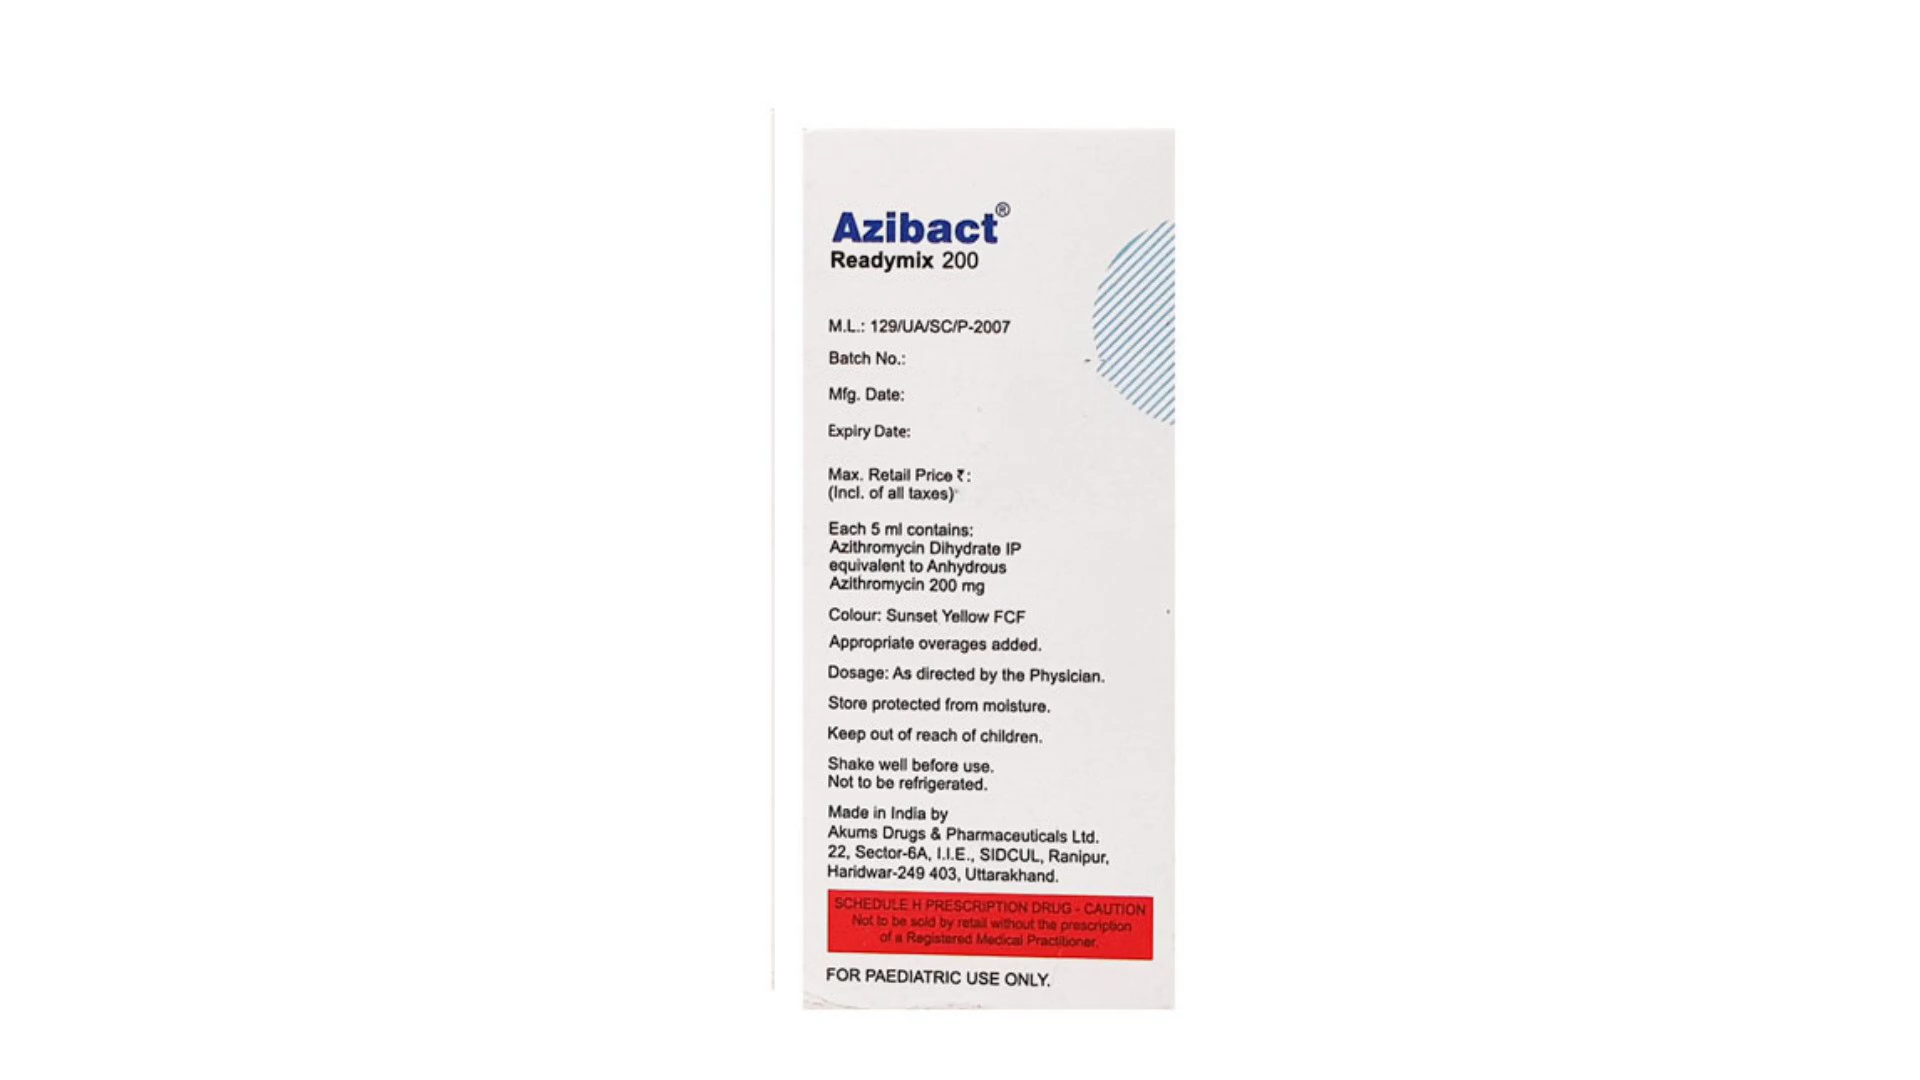 Azibact®
Readymix 200
M.L.: 129/UA/SC/P-2007
Batch No.:
Mfg. Date:
Expiry Date:
Max. Retail Price ₹:
(Incl. of all taxes)
Each 5 ml contains:
Azithromycin Dihydrate IP
equivalent to Anhydrous
Azithromycin 200 mg
Colour: Sunset Yellow FCF
Appropriate overages added.
Dosage: As directed by the Physician.
Store protected from moisture.
Keep out of reach of children.
Shake well before use.
Not to be refrigerated.
Made in India by
Akums Drugs & Pharmaceuticals Ltd.
22, Sector-6A, I.I.E., SIDCUL, Ranipur,
Haridwar-249 403, Uttarakhand.
SCHEDULE H PRESCRIPTION DRUG - CAUTION
Not to be sold by retail without the prescription
of a Registered Medical Practitioner.
FOR PAEDIATRIC USE ONLY.